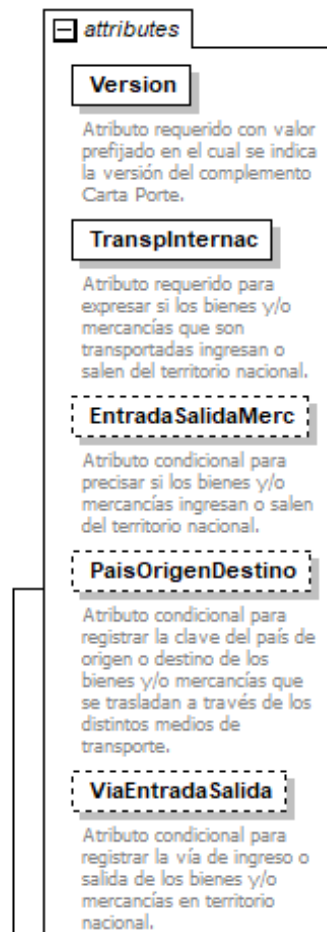 attributes
Version
Atributo requerido con valor
prefijado en el cual se indica
la versión del complemento
Carta Porte.
TranspInternac
Atributo requerido para
expresar si los bienes y/o
mercancías que son
transportadas ingresan o
salen del territorio nacional.
EntradaSalidaMerc
Atributo condicional para
precisar si los bienes y/o
mercancías ingresan o salen
del territorio nacional.
PaisOrigenDestino
Atributo condicional para
registrar la clave del país de
origen o destino de los
bienes y/o mercancías que
se trasladan a través de los
distintos medios de
transporte.
ViaEntradaSalida
Atributo condicional para
registrar la vía de ingreso o
salida de los bienes y/o
mercancías en territorio
nacional.